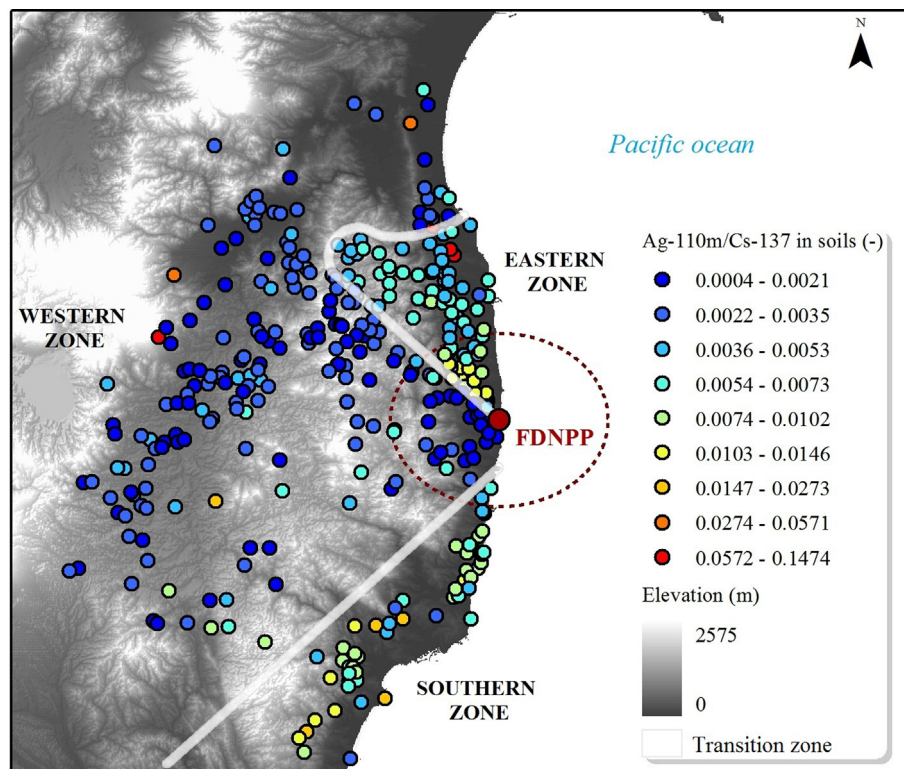 N
Pacific ocean
EASTERN
ZONE
WESTERN
ZONE
FDNPP
SOUTHERN
ZONE
Ag-110m/Cs-137 in soils (-)
0.0004 - 0.0021
0.0022 - 0.0035
0.0036 - 0.0053
0.0054 - 0.0073
0.0074 - 0.0102
0.0103 - 0.0146
0.0147 - 0.0273
0.0274 - 0.0571
0.0572 - 0.1474
Elevation (m)
2575
0
Transition zone